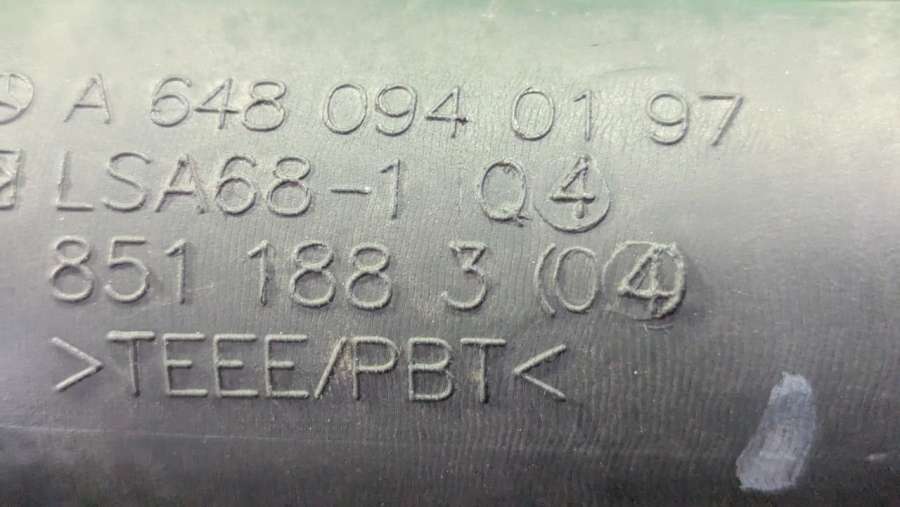 A 648 094 01 97
LSA68-1 Q4
851 188 3 (04)
>TEEE/PBT<